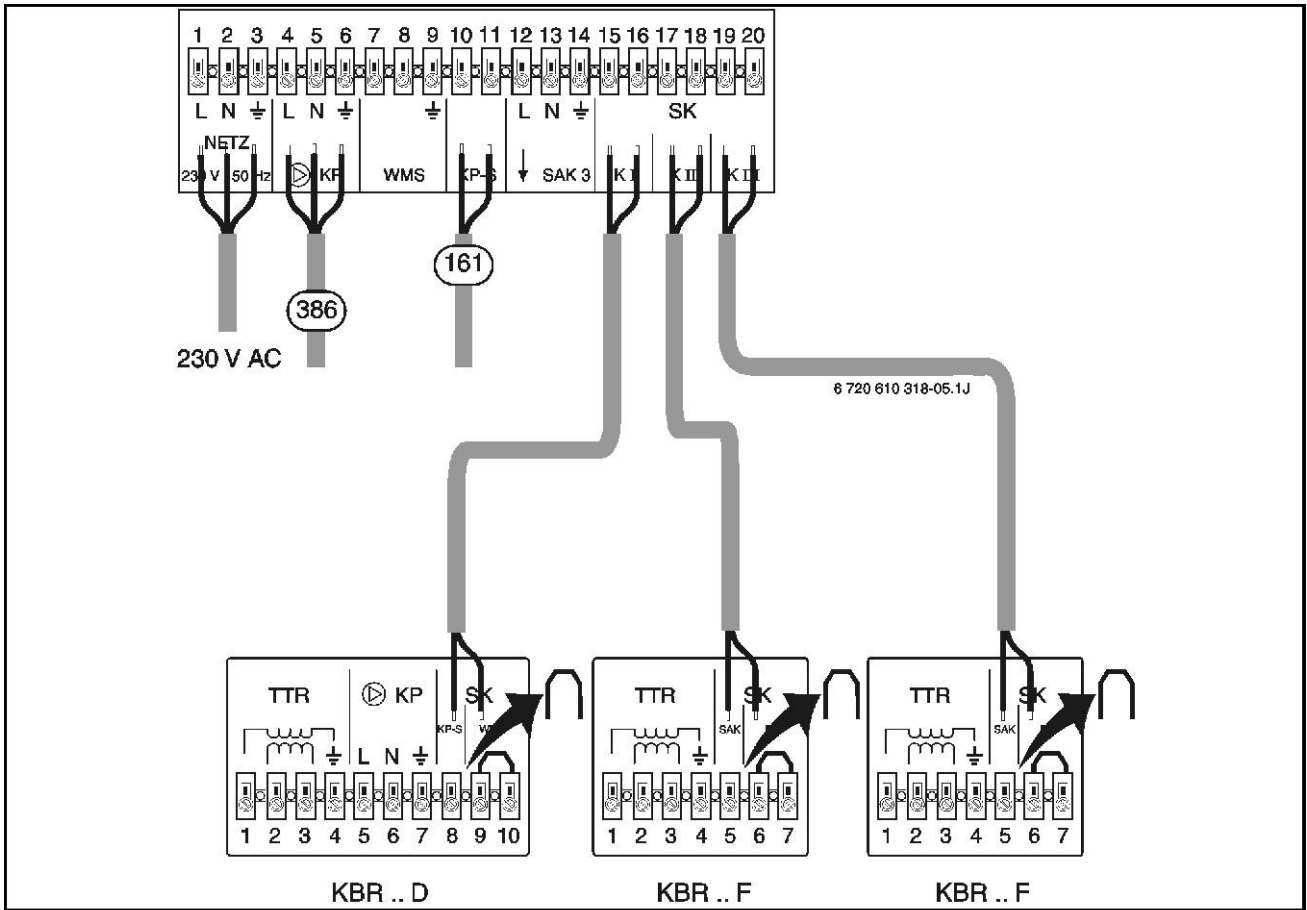 1 2 3 4 5 6 7 8 9 10 11 12 13 14 15 16 17 18 19 20
L N L N L N SK
NETZ
230 V 50 Hz KP WMS KP-S SAK 3 K I K II K III
161
386
230 V AC
6 720 610 318-05.1J
TTR KP SK
KP-S
L N
1 2 3 4 5 6 7 8 9 10
KBR .. D
TTR SK
SAK
1 2 3 4 5 6 7
KBR .. F
TTR SK
SAK
1 2 3 4 5 6 7
KBR .. F